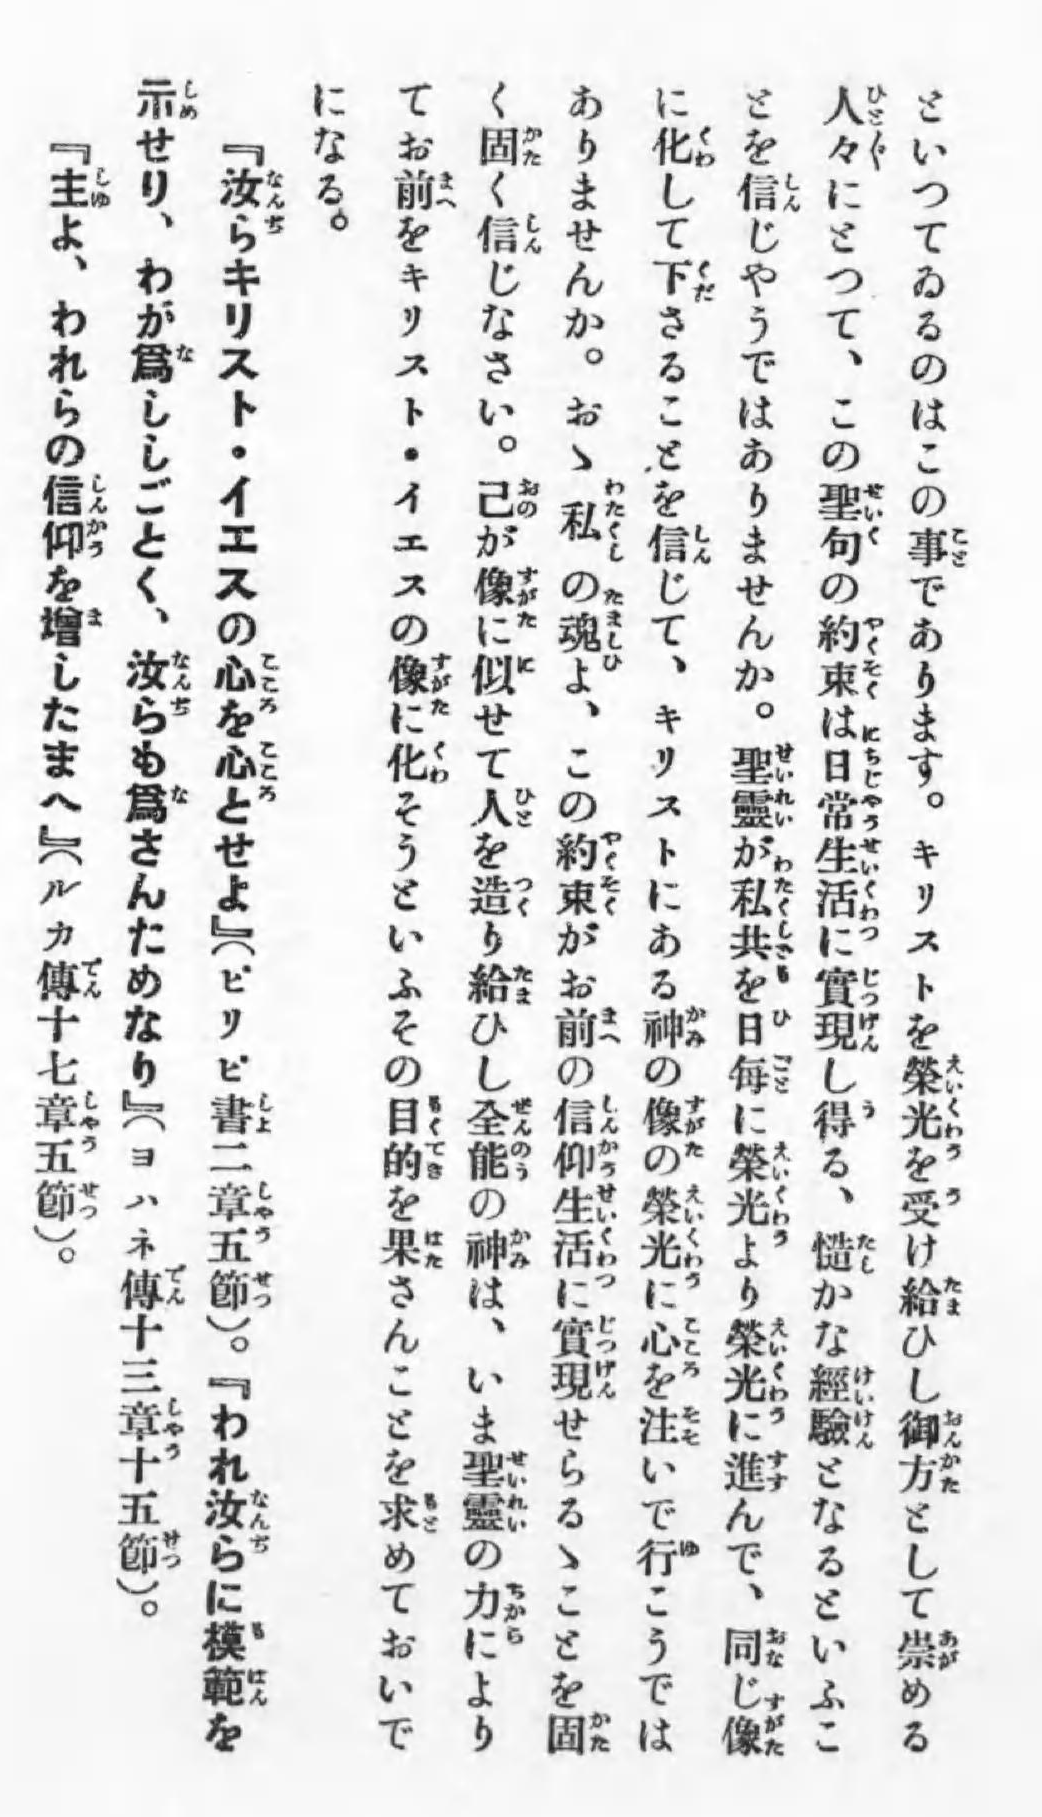 といつてゐるのはこの事であります。キリストを榮光を受け給ひし御方として崇める
人々にとつて、この聖句の約束は日常生活に實現し得る、慥かな經驗となるといふこ
とを信じやうではありませんか。聖靈が私共を日每に榮光より榮光に進んで、同じ像
に化して下さることを信じて、キリストにある神の像の榮光に心を注いで行こうでは
ありませんか。おゝ私の魂よ、この約束がお前の信仰生活に實現せらるゝことを固
く固く信じなさい。己が像に似せて人を造り給ひし全能の神は、いま聖靈の力により
てお前をキリスト・イエスの像に化そうといふその目的を果さんことを求めておいで
になる。
『汝らキリスト・イエスの心を心とせよ』（ピリピ書二章五節）。『われ汝らに模範を
示せり、わが爲ししごとく、汝らも爲さんためなり』（ヨハネ傳十三章十五節）。
『主よ、われらの信仰を增したまへ』（ルカ傳十七章五節）。